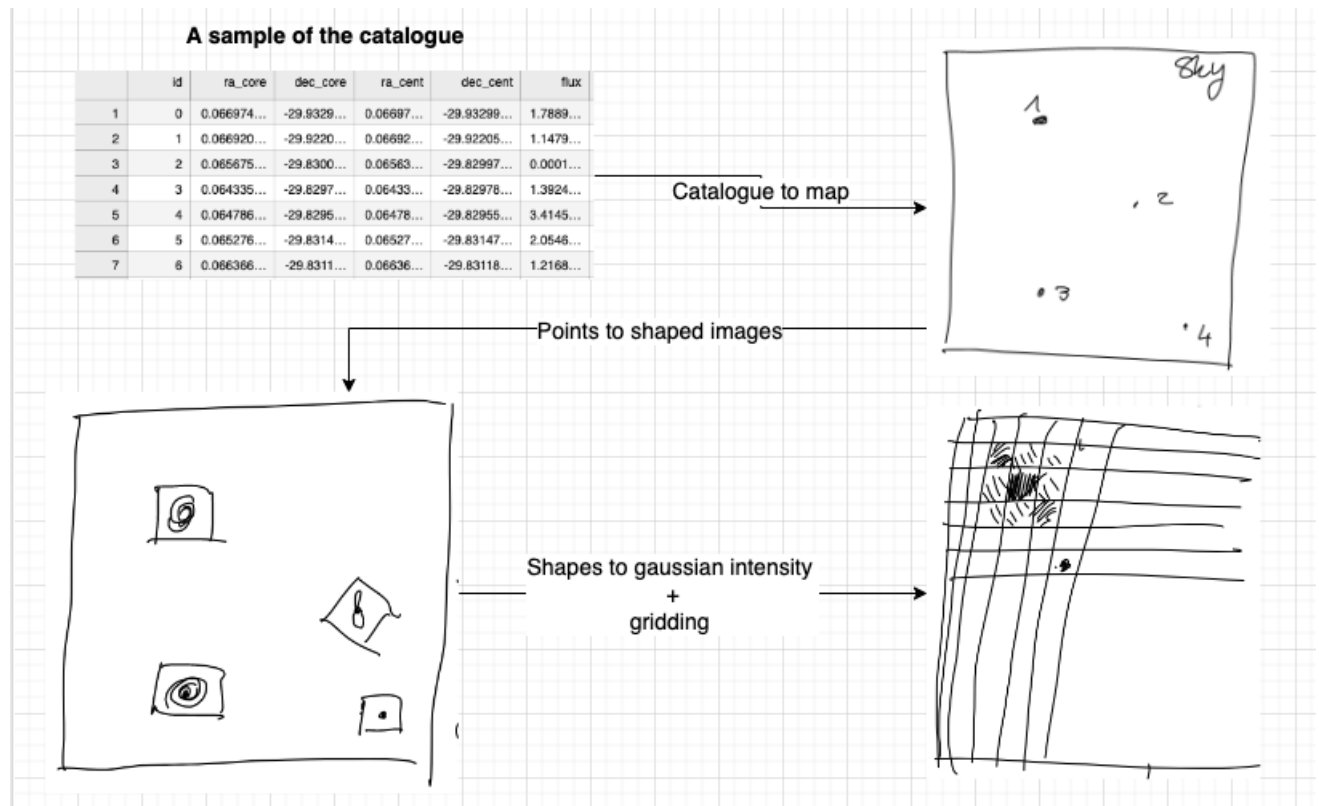 A sample of the catalogue
id ra_core dec_core ra_cent dec_cent flux
1 0 0.066974... -29.9329... 0.06697... -29.93299... 1.7889...
2 1 0.066920... -29.9220... 0.06692... -29.92205... 1.1479...
3 2 0.065675... -29.8300... 0.06563... -29.82997... 0.0001...
4 3 0.064335... -29.8297... 0.06433... -29.82978... 1.3924...
5 4 0.064786... -29.8295... 0.06478... -29.82955... 3.4145...
6 5 0.065276... -29.8314... 0.06527... -29.83147... 2.0546...
7 6 0.066366... -29.8311... 0.06636... -29.83118... 1.2168...
Catalogue to map
Sky
1
2
3
4
Points to shaped images
Shapes to gaussian intensity
+
gridding